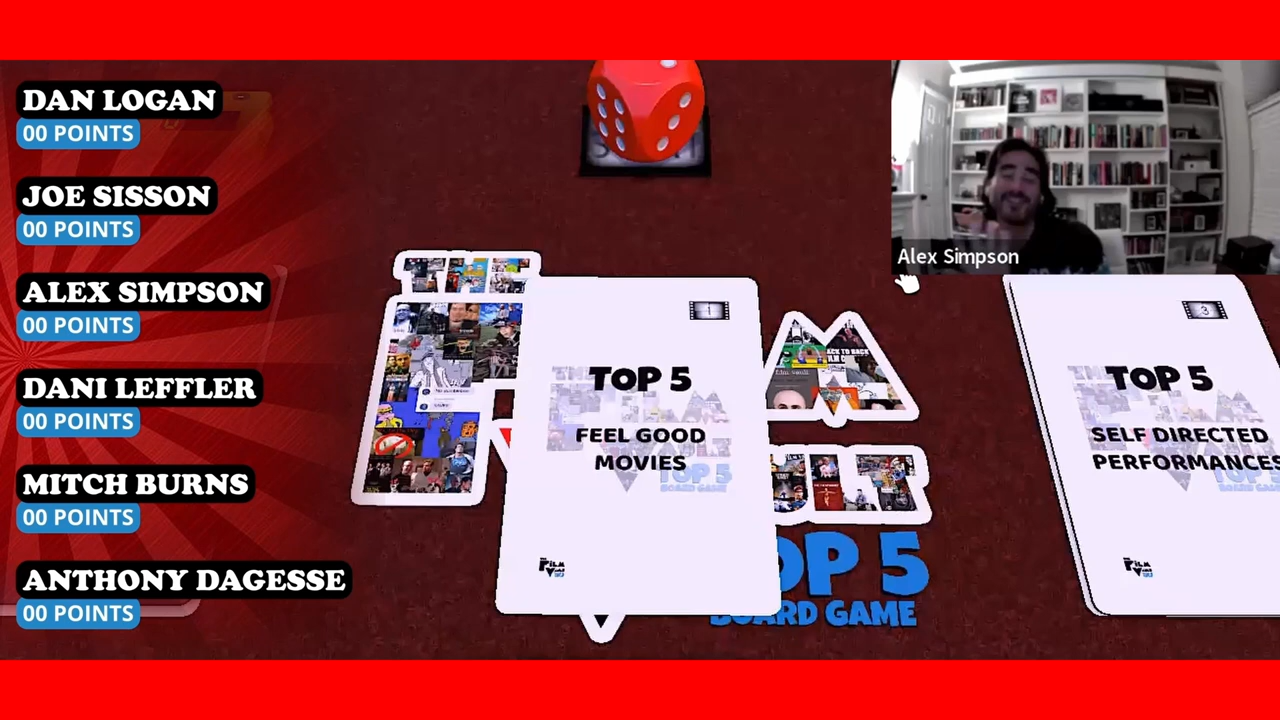 DAN LOGAN
00 POINTS
JOE SISSON
00 POINTS
ALEX SIMPSON
00 POINTS
DANI LEFFLER
00 POINTS
MITCH BURNS
00 POINTS
ANTHONY DAGESSE
00 POINTS
Alex Simpson
THE
1
TOP 5
FEEL GOOD
MOVIES
3
TOP 5
SELF DIRECTED
PERFORMANCES
TOP 5
BOARD GAME